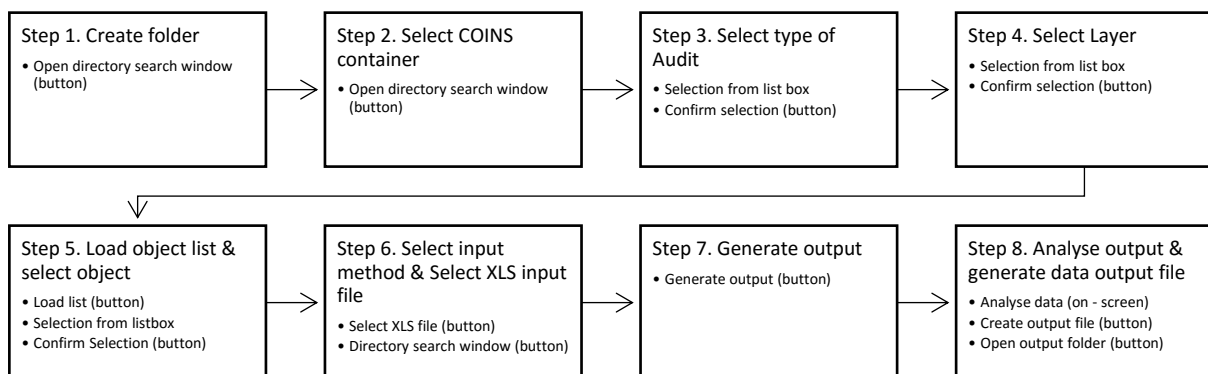 Step 1. Create folder
• Open directory search window
(button)
Step 2. Select COINS
container
• Open directory search window
(button)
Step 3. Select type of
Audit
• Selection from list box
• Confirm selection (button)
Step 4. Select Layer
• Selection from list box
• Confirm selection (button)
Step 5. Load object list &
select object
• Load list (button)
• Selection from listbox
• Confirm Selection (button)
Step 6. Select input
method & Select XLS input
file
• Select XLS file (button)
• Directory search window (button)
Step 7. Generate output
• Generate output (button)
Step 8. Analyse output &
generate data output file
• Analyse data (on - screen)
• Create output file (button)
• Open output folder (button)